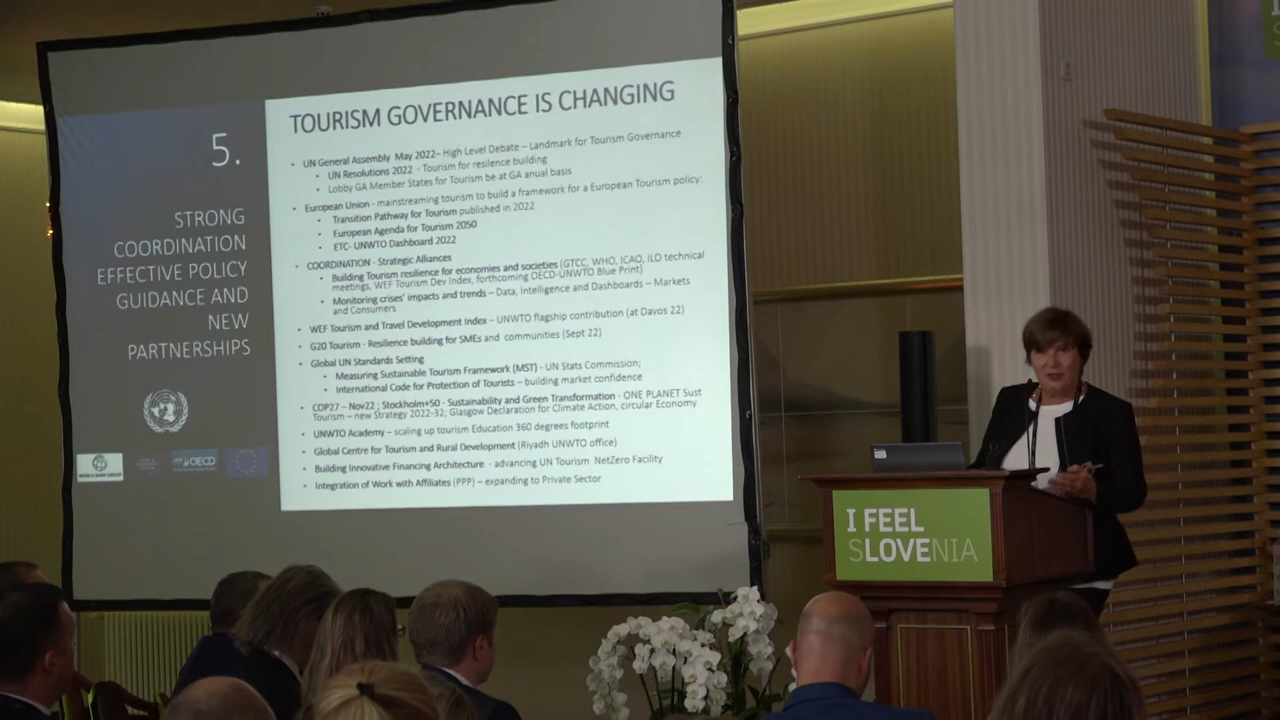 5.
STRONG
COORDINATION
EFFECTIVE POLICY
GUIDANCE AND
NEW
PARTNERSHIPS
WORLD BANK GROUP
OECD
TOURISM GOVERNANCE IS CHANGING
• UN General Assembly May 2022– High Level Debate – Landmark for Tourism Governance
• UN Resolutions 2022 - Tourism for resilence building
• Lobby GA Member States for Tourism be at GA anual basis
• European Union - mainstreaming tourism to build a framework for a European Tourism policy:
• Transition Pathway for Tourism published in 2022
• European Agenda for Tourism 2050
• ETC- UNWTO Dashboard 2022
• COORDINATION - Strategic Alliances
• Building Tourism resilience for economies and societies (GTCC, WHO, ICAO, ILO technical
meetings, WEF Tourism Dev Index, forthcoming OECD-UNWTO Blue Print)
• Monitoring crises' impacts and trends – Data, Intelligence and Dashboards – Markets
and Consumers
• WEF Tourism and Travel Development Index – UNWTO flagship contribution (at Davos 22)
• G20 Tourism - Resilience building for SMEs and communities (Sept 22)
• Global UN Standards Setting
• Measuring Sustainable Tourism Framework (MST) - UN Stats Commission;
• International Code for Protection of Tourists – building market confidence
• COP27 – Nov22 ; Stockholm+50 - Sustainability and Green Transformation - ONE PLANET Sust
Tourism – new Strategy 2022-32; Glasgow Declaration for Climate Action, circular Economy
• UNWTO Academy – scaling up tourism Education 360 degrees footprint
• Global Centre for Tourism and Rural Development (Riyadh UNWTO office)
• Building Innovative Financing Architecture - advancing UN Tourism NetZero Facility
• Integration of Work with Affiliates (PPP) – expanding to Private Sector
I FEEL
SLOVENIA